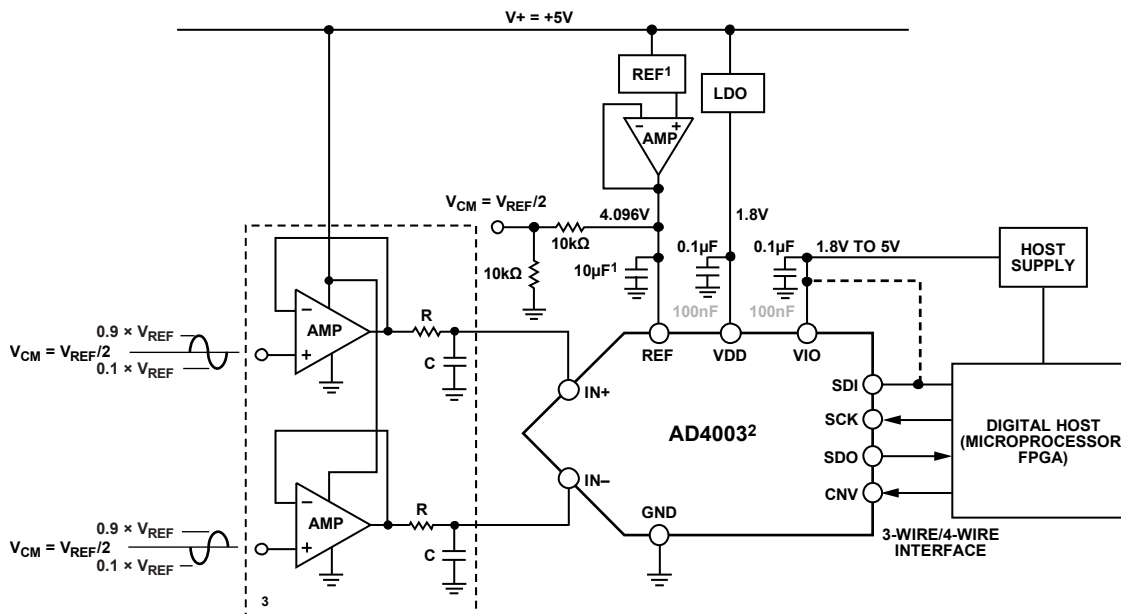 V+ = +5V
REF1
LDO
− +
AMP
VCM = VREF/2
4.096V
1.8V
10kΩ
0.1µF
0.1µF
1.8V TO 5V
HOST
SUPPLY
10kΩ
10µF1
100nF
100nF
−
AMP
+
R
C
0.9 × VREF
VCM = VREF/2
0.1 × VREF
REF
VDD
VIO
IN+
SDI
SCK
AD40032
DIGITAL HOST
(MICROPROCESSOR
FPGA)
SDO
IN−
CNV
−
AMP
+
R
C
0.9 × VREF
VCM = VREF/2
0.1 × VREF
GND
3-WIRE/4-WIRE
INTERFACE
3